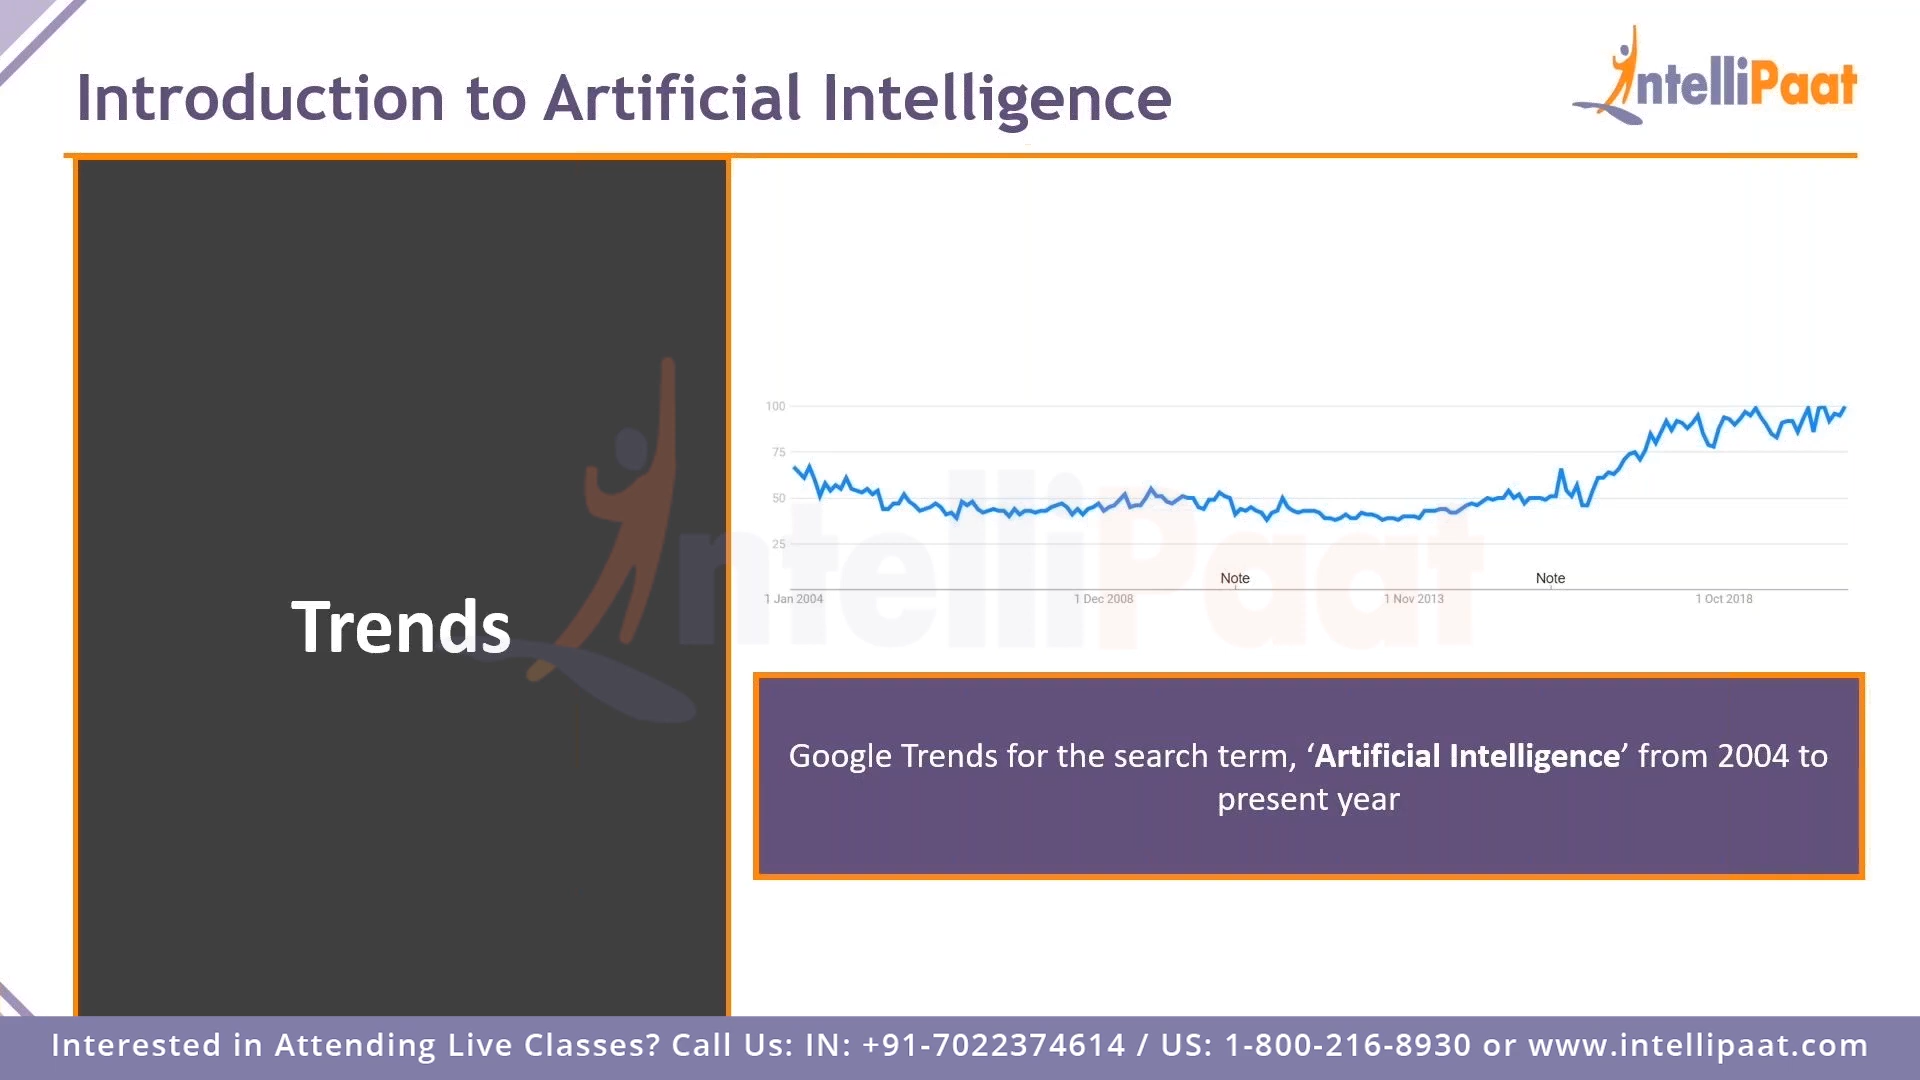 Introduction to Artificial Intelligence
IntelliPaat
Trends
100
75
50
25
Note
Note
1 Jan 2004
1 Dec 2008
1 Nov 2013
1 Oct 2018
IntelliPaat
Google Trends for the search term, ‘Artificial Intelligence’ from 2004 to
present year
Interested in Attending Live Classes? Call Us: IN: +91-7022374614 / US: 1-800-216-8930 or www.intellipaat.com